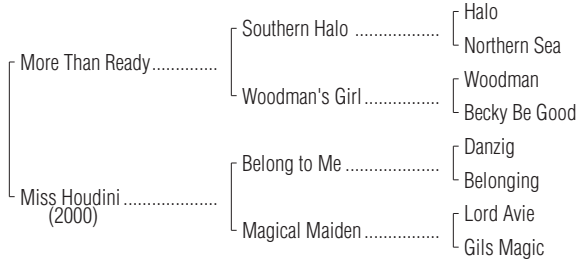 Halo
Southern Halo ..................
Northern Sea
More Than Ready..............
Woodman
Woodman's Girl................
Becky Be Good
Danzig
Belong to Me ....................
Belonging
Miss Houdini ....................
(2000)
Lord Avie
Magical Maiden................
Gils Magic